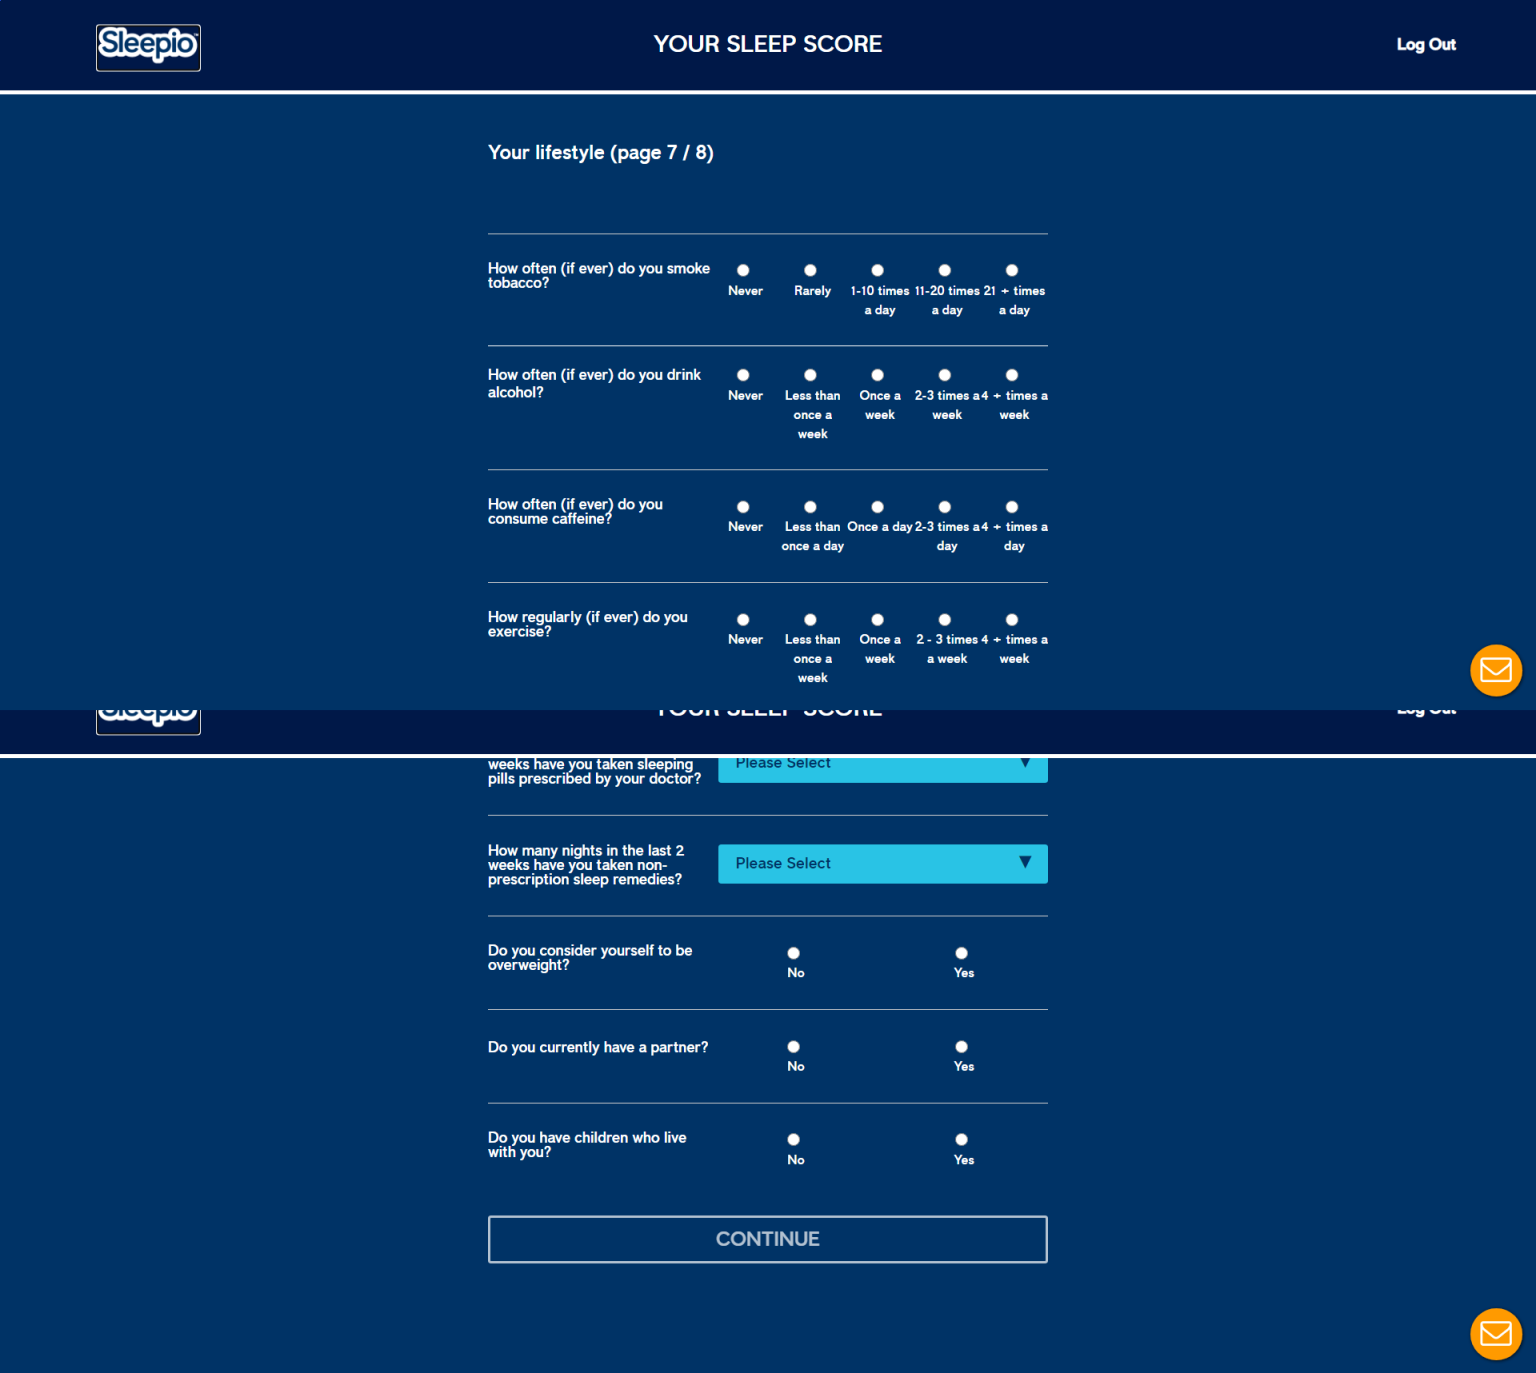 Sleepio™
YOUR SLEEP SCORE
Log Out
Your lifestyle (page 7 / 8)
How often (if ever) do you smoke
tobacco?
Never
Rarely
1-10 times
a day
11-20 times
a day
21 + times
a day
How often (if ever) do you drink
alcohol?
Never
Less than
once a
week
Once a
week
2-3 times a
week
4 + times a
week
How often (if ever) do you
consume caffeine?
Never
Less than
once a day
Once a day
2-3 times a
day
4 + times a
day
How regularly (if ever) do you
exercise?
Never
Less than
once a
week
Once a
week
2 - 3 times
a week
4 + times a
week
Sleepio
YOUR SLEEP SCORE
Log Out
weeks have you taken sleeping
pills prescribed by your doctor?
Please Select
How many nights in the last 2
weeks have you taken non-
prescription sleep remedies?
Please Select
Do you consider yourself to be
overweight?
No
Yes
Do you currently have a partner?
No
Yes
Do you have children who live
with you?
No
Yes
CONTINUE